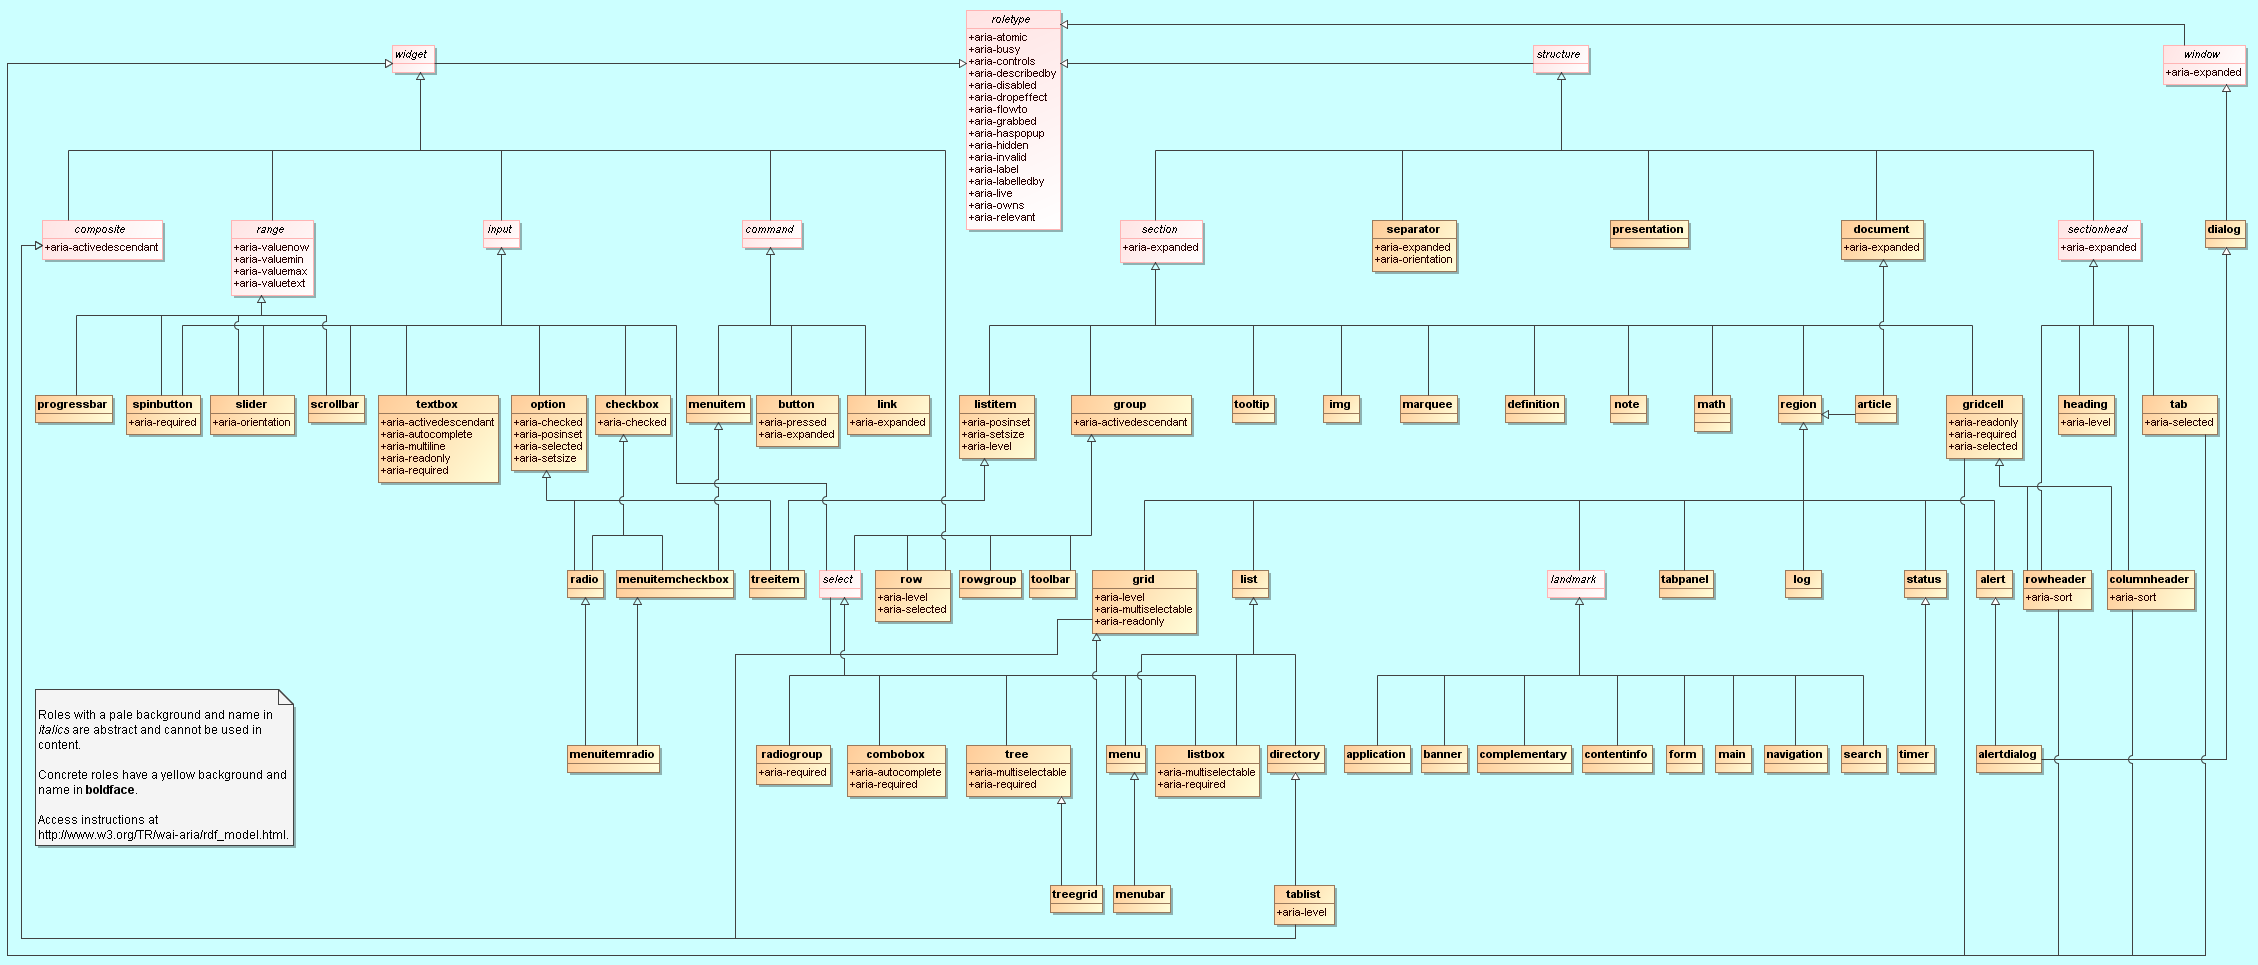 roletype
+aria-atomic
+aria-busy
+aria-controls
+aria-describedby
+aria-disabled
+aria-dropeffect
+aria-flowto
+aria-grabbed
+aria-haspopup
+aria-hidden
+aria-invalid
+aria-label
+aria-labelledby
+aria-live
+aria-owns
+aria-relevant
widget
structure
window
+aria-expanded
composite
+aria-activedescendant
range
+aria-valuenow
+aria-valuemin
+aria-valuemax
+aria-valuetext
input
command
section
+aria-expanded
separator
+aria-expanded
+aria-orientation
presentation
document
+aria-expanded
sectionhead
+aria-expanded
dialog
progressbar
spinbutton
+aria-required
slider
+aria-orientation
scrollbar
textbox
+aria-activedescendant
+aria-autocomplete
+aria-multiline
+aria-readonly
+aria-required
option
+aria-checked
+aria-posinset
+aria-selected
+aria-setsize
checkbox
+aria-checked
menuitem
button
+aria-pressed
+aria-expanded
link
+aria-expanded
listitem
+aria-posinset
+aria-setsize
+aria-level
group
+aria-activedescendant
tooltip
img
marquee
definition
note
math
region
article
gridcell
+aria-readonly
+aria-required
+aria-selected
heading
+aria-level
tab
+aria-selected
radio
menuitemcheckbox
treeitem
select
row
+aria-level
+aria-selected
rowgroup
toolbar
grid
+aria-level
+aria-multiselectable
+aria-readonly
list
landmark
tabpanel
log
status
alert
rowheader
+aria-sort
columnheader
+aria-sort
Roles with a pale background and name in
italics are abstract and cannot be used in
content.
Concrete roles have a yellow background and
name in boldface.
Access instructions at
http://www.w3.org/TR/wai-aria/rdf_model.html.
menuitemradio
radiogroup
+aria-required
combobox
+aria-autocomplete
+aria-required
tree
+aria-multiselectable
+aria-required
menu
listbox
+aria-multiselectable
+aria-required
directory
application
banner
complementary
contentinfo
form
main
navigation
search
timer
alertdialog
treegrid
menubar
tablist
+aria-level